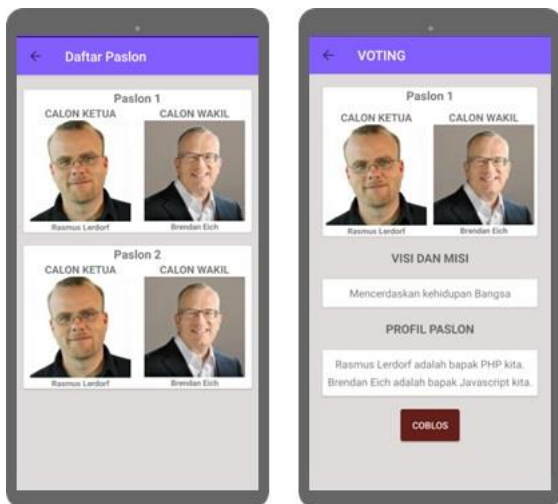 Daftar Paslon
Paslon 1
CALON KETUA CALON WAKIL
Rasmus Lerdorf Brendan Eich
Paslon 2
CALON KETUA CALON WAKIL
Rasmus Lerdorf Brendan Eich
VOTING
Paslon 1
CALON KETUA CALON WAKIL
Rasmus Lerdorf Brendan Eich
VISI DAN MISI
Mencerdaskan kehidupan Bangsa
PROFIL PASLON
Rasmus Lerdorf adalah bapak PHP kita.
Brendan Eich adalah bapak Javascript kita.
COBLOS